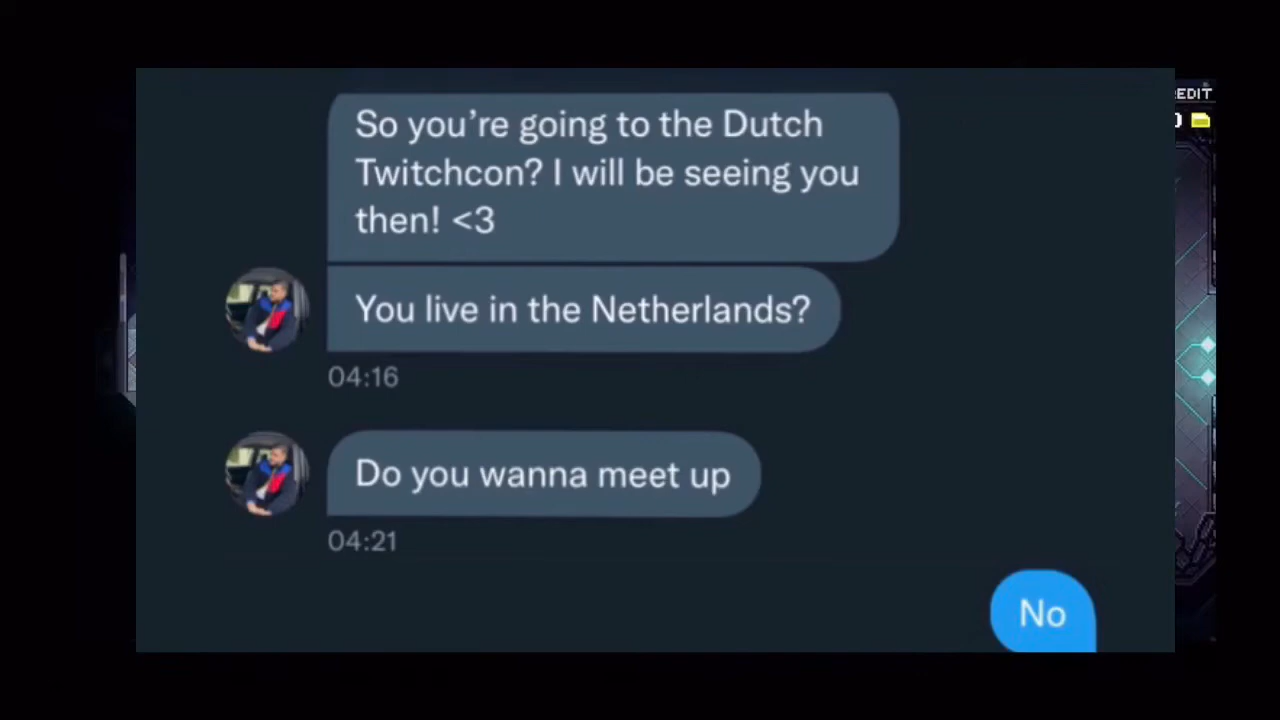 EDIT
So you're going to the Dutch
Twitchcon? I will be seeing you
then! <3
You live in the Netherlands?
04:16
Do you wanna meet up
04:21
No